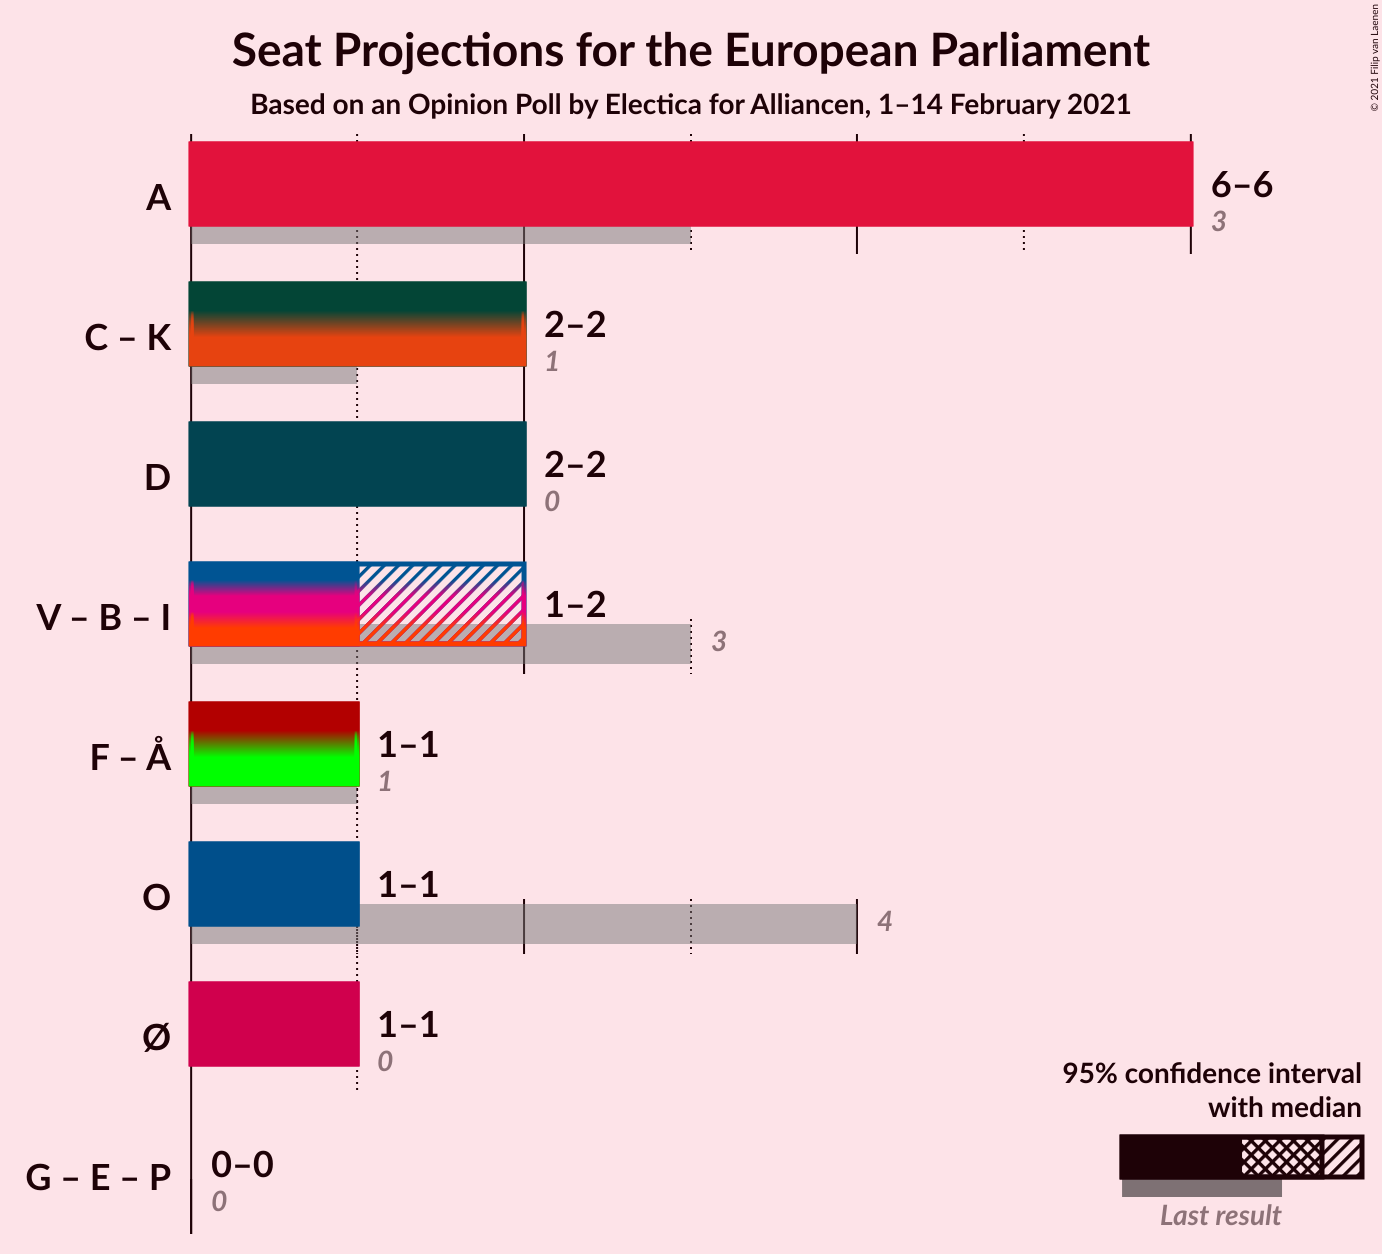 Seat Projections for the European Parliament
Based on an Opinion Poll by Electica for Alliancen, 1–14 February 2021
© 2021 Filip van Laenen
A
6–6
3
C – K
2–2
1
D
2–2
0
V – B – I
1–2
3
F – Å
1–1
1
O
1–1
4
Ø
1–1
0
G – E – P
0–0
0
95% confidence interval
with median
Last result